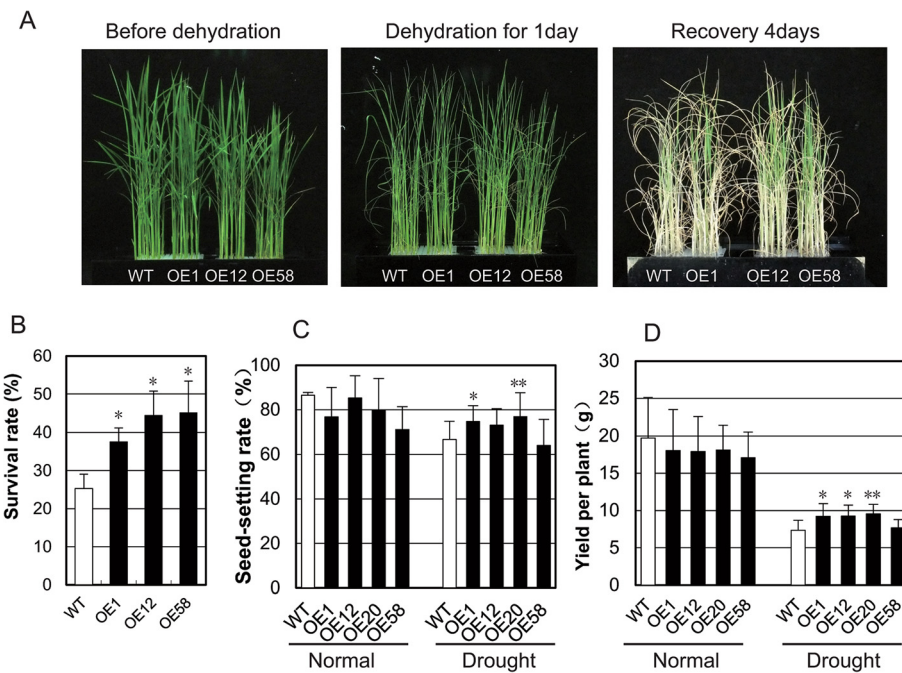 A
Before dehydration
Dehydration for 1day
Recovery 4days
WT OE1 OE12 OE58
WT OE1 OE12 OE58
WT OE1 OE12 OE58
B
Survival rate (%)
60
50
40
30
20
10
0
* * *
WT OE1 OE12 OE58
C
Seed-setting rate (%)
100
80
60
40
20
0
* **
WT OE1 OE12 OE20 OE58 WT OE1 OE12 OE20 OE58
Normal Drought
D
Yield per plant (g)
30
25
20
15
10
5
0
* * **
WT OE1 OE12 OE20 OE58 WT OE1 OE12 OE20 OE58
Normal Drought